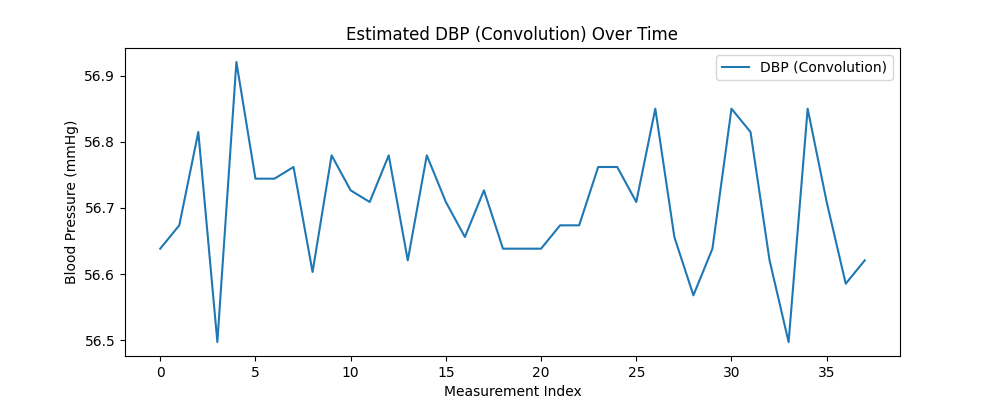 Estimated DBP (Convolution) Over Time
DBP (Convolution)
Blood Pressure (mmHg)
56.9
56.8
56.7
56.6
56.5
0 5 10 15 20 25 30 35
Measurement Index